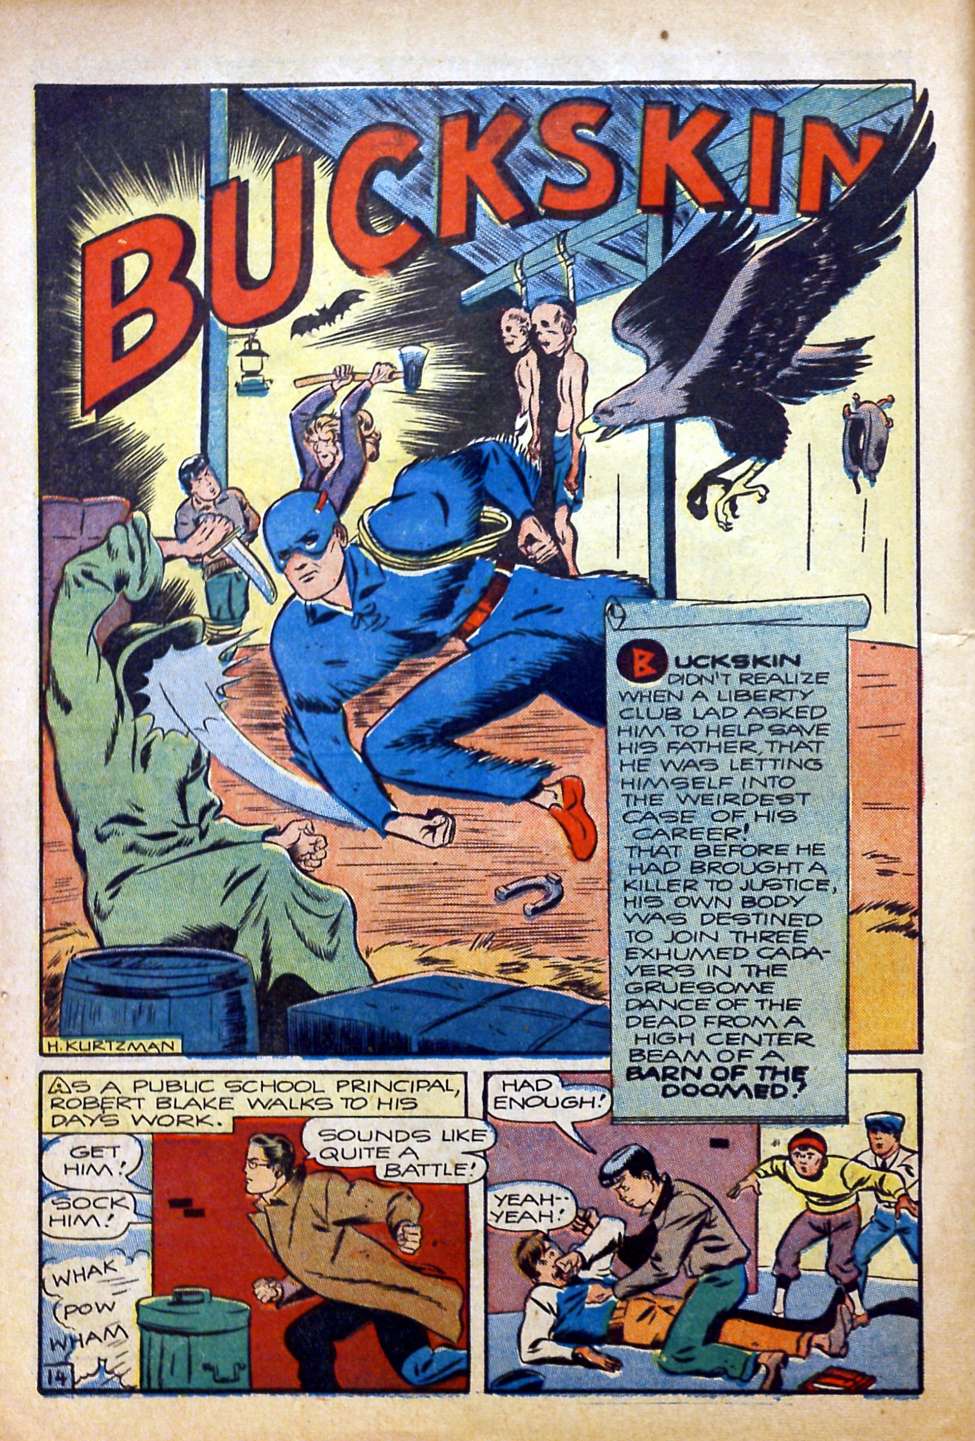 BUCKSKIN
BUCKSKIN
DIDN'T REALIZE
WHEN A LIBERTY
CLUB LAD ASKED
HIM TO HELP SAVE
HIS FATHER, THAT
HE WAS LETTING
HIMSELF INTO
THE WEIRDEST
CASE OF HIS
CAREER!
THAT BEFORE HE
HAD BROUGHT A
KILLER TO JUSTICE,
HIS OWN BODY
WAS DESTINED
TO JOIN THREE
EXHUMED CADA-
VERS IN THE
GRUESOME
DANCE OF THE
DEAD FROM A
HIGH CENTER
BEAM OF A
BARN OF THE
DOOMED!
H. KURTZMAN
AS A PUBLIC SCHOOL PRINCIPAL,
ROBERT BLAKE WALKS TO HIS
DAYS WORK.
GET
HIM!
SOCK
HIM!
SOUNDS LIKE
QUITE A
BATTLE!
WHAK
POW
WHAM
14
HAD
ENOUGH!
YEAH--
YEAH!